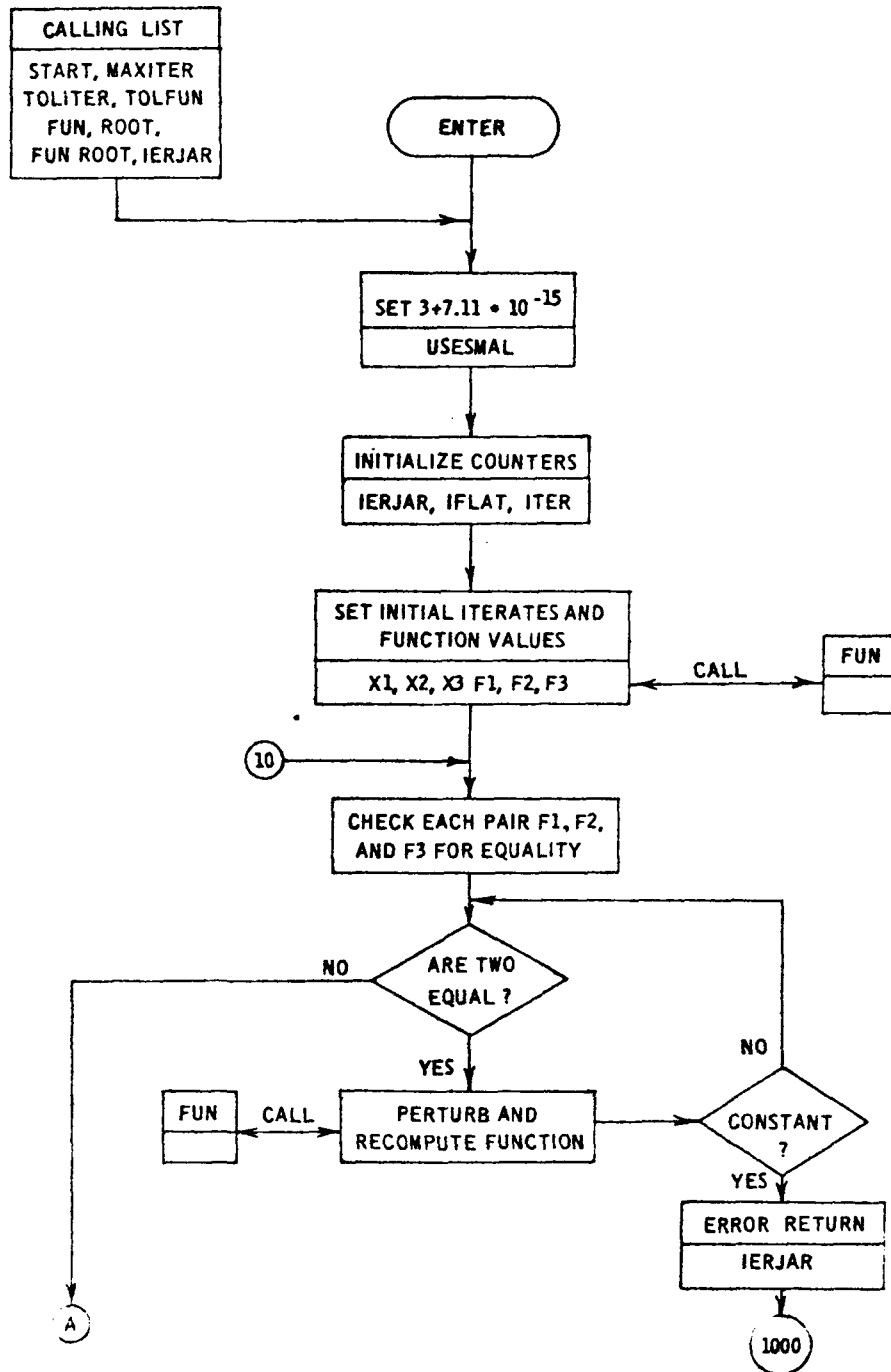 CALLING LIST
START, MAXITER
TOLITER, TOLFUN
FUN, ROOT,
FUN ROOT, IERJAR
ENTER
SET 3+7.11 * 10^-15
USESMAL
INITIALIZE COUNTERS
IERJAR, IFLAT, ITER
SET INITIAL ITERATES AND
FUNCTION VALUES
X1, X2, X3 F1, F2, F3
CALL
FUN
10
CHECK EACH PAIR F1, F2,
AND F3 FOR EQUALITY
NO
ARE TWO
EQUAL ?
YES
NO
FUN
CALL
PERTURB AND
RECOMPUTE FUNCTION
CONSTANT
?
YES
ERROR RETURN
IERJAR
A
1000